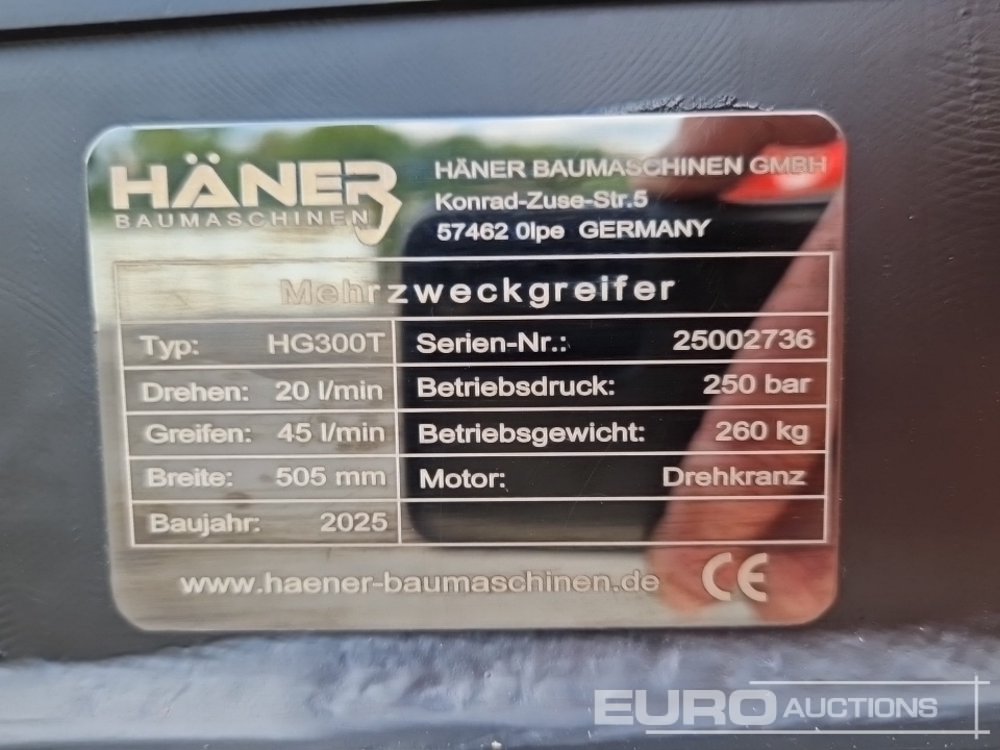 HÄNER
BAUMASCHINEN
HÄNER BAUMASCHINEN GMBH
Konrad-Zuse-Str.5
57462 Olpe GERMANY
Mehrzweckgreifer
Typ: HG300T
Serien-Nr.: 25002736
Drehen: 20 l/min
Betriebsdruck: 250 bar
Greifen: 45 l/min
Betriebsgewicht: 260 kg
Breite: 505 mm
Motor: Drehkranz
Baujahr: 2025
www.haener-baumaschinen.de CE
EURO AUCTIONS